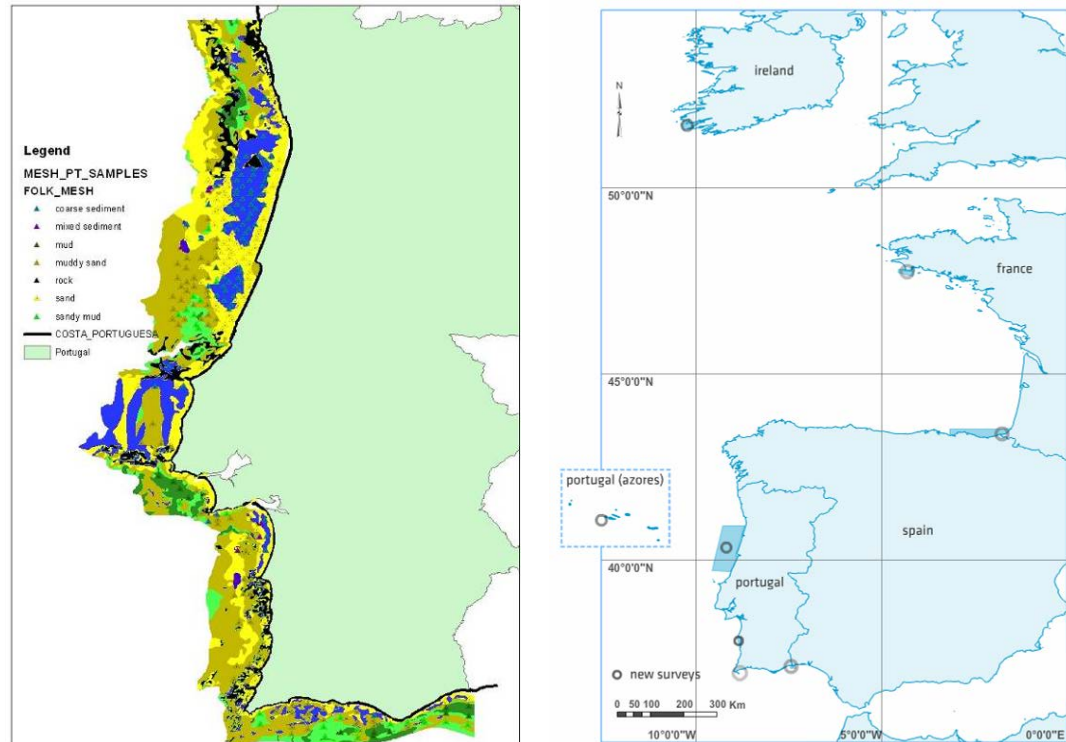 Legend
MESH_PT_SAMPLES
FOLK_MESH
coarse sediment
mixed sediment
mud
muddy sand
rock
sand
sandy mud
COSTA_PORTUGUESA
Portugal
ireland
N
50°0'0"N
france
45°0'0"N
portugal (azores)
spain
40°0'0"N
portugal
new surveys
0 50 100 200 300 Km
10°0'0"W 5°0'0"W 0°0'0"E